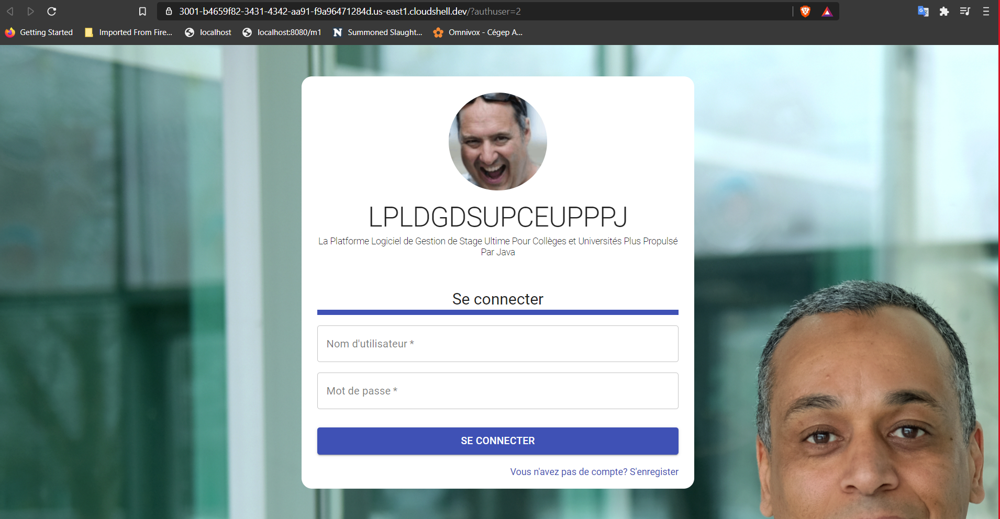 3001-b4659f82-3431-4342-aa91-f9a96471284d.us-east1.cloudshell.dev/?authuser=2
Getting Started Imported From Fire... localhost localhost:8080/m1 Summoned Slaught... Omnivox - Cégep A...
LPLDGDSUPCEUPPPJ
La Platforme Logiciel de Gestion de Stage Ultime Pour Collèges et Universités Plus Propulsé
Par Java
Se connecter
Nom d'utilisateur *
Mot de passe *
SE CONNECTER
Vous n'avez pas de compte? S'enregister